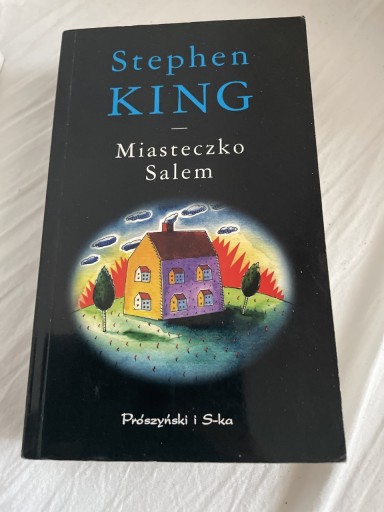 Stephen
KING
Miasteczko
Salem
Prószyński i S-ka